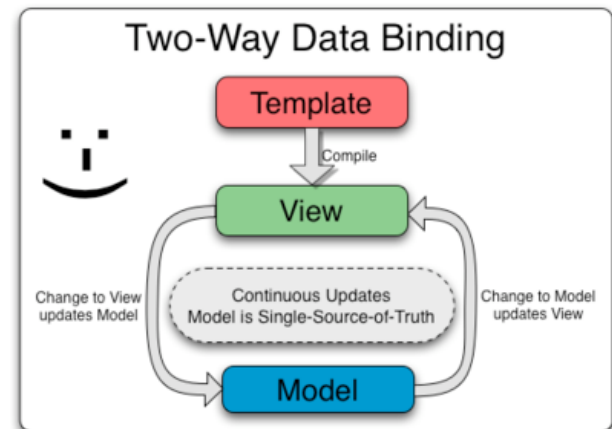 Two-Way Data Binding
Template
Compile
View
Change to View
updates Model
Continuous Updates
Model is Single-Source-of-Truth
Change to Model
updates View
Model